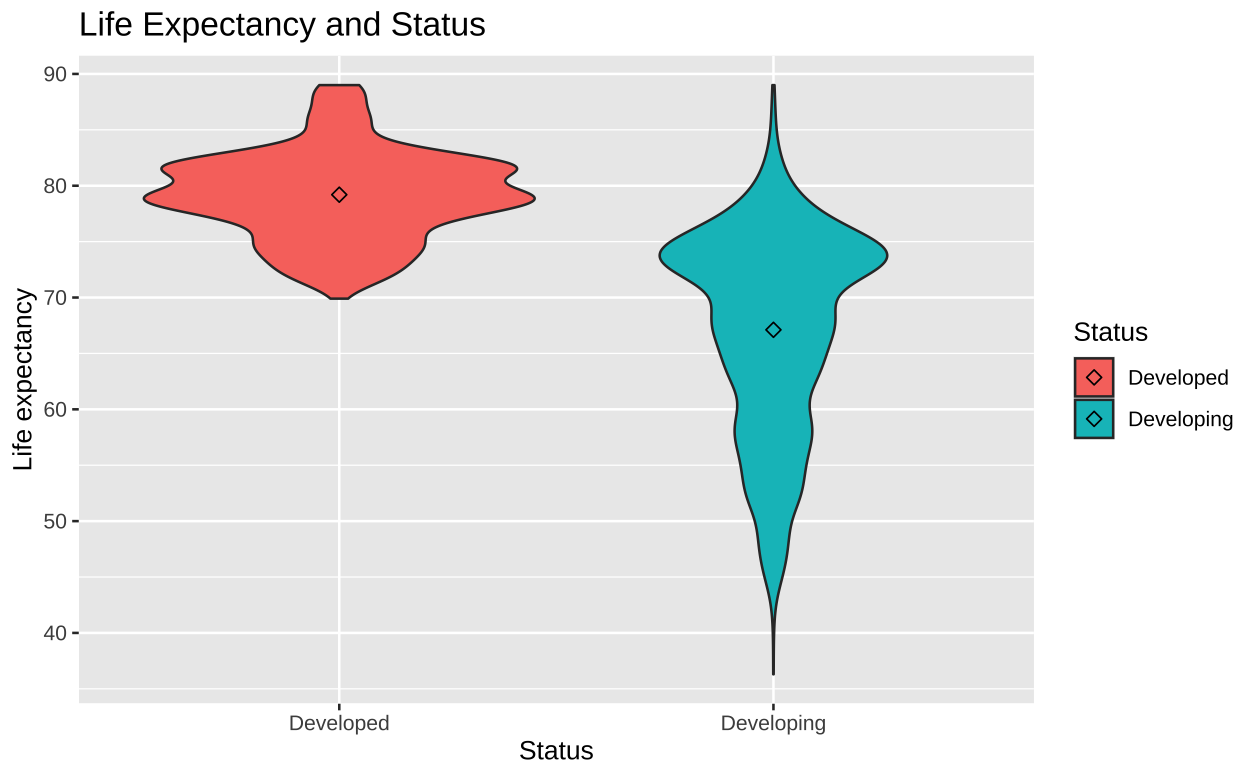 Life Expectancy and Status
90
80
70
60
50
40
Life expectancy
Developed
Developing
Status
Status
Developed
Developing